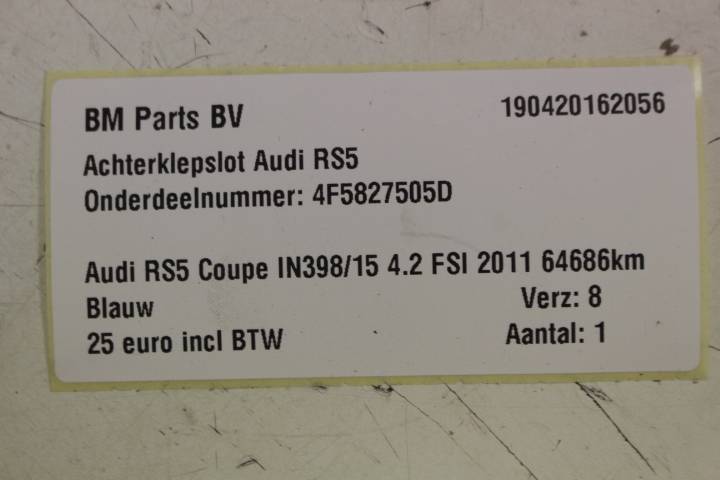 BM Parts BV 190420162056
Achterklepslot Audi RS5
Onderdeelnummer: 4F5827505D
Audi RS5 Coupe IN398/15 4.2 FSI 2011 64686km
Blauw Verz: 8
25 euro incl BTW Aantal: 1